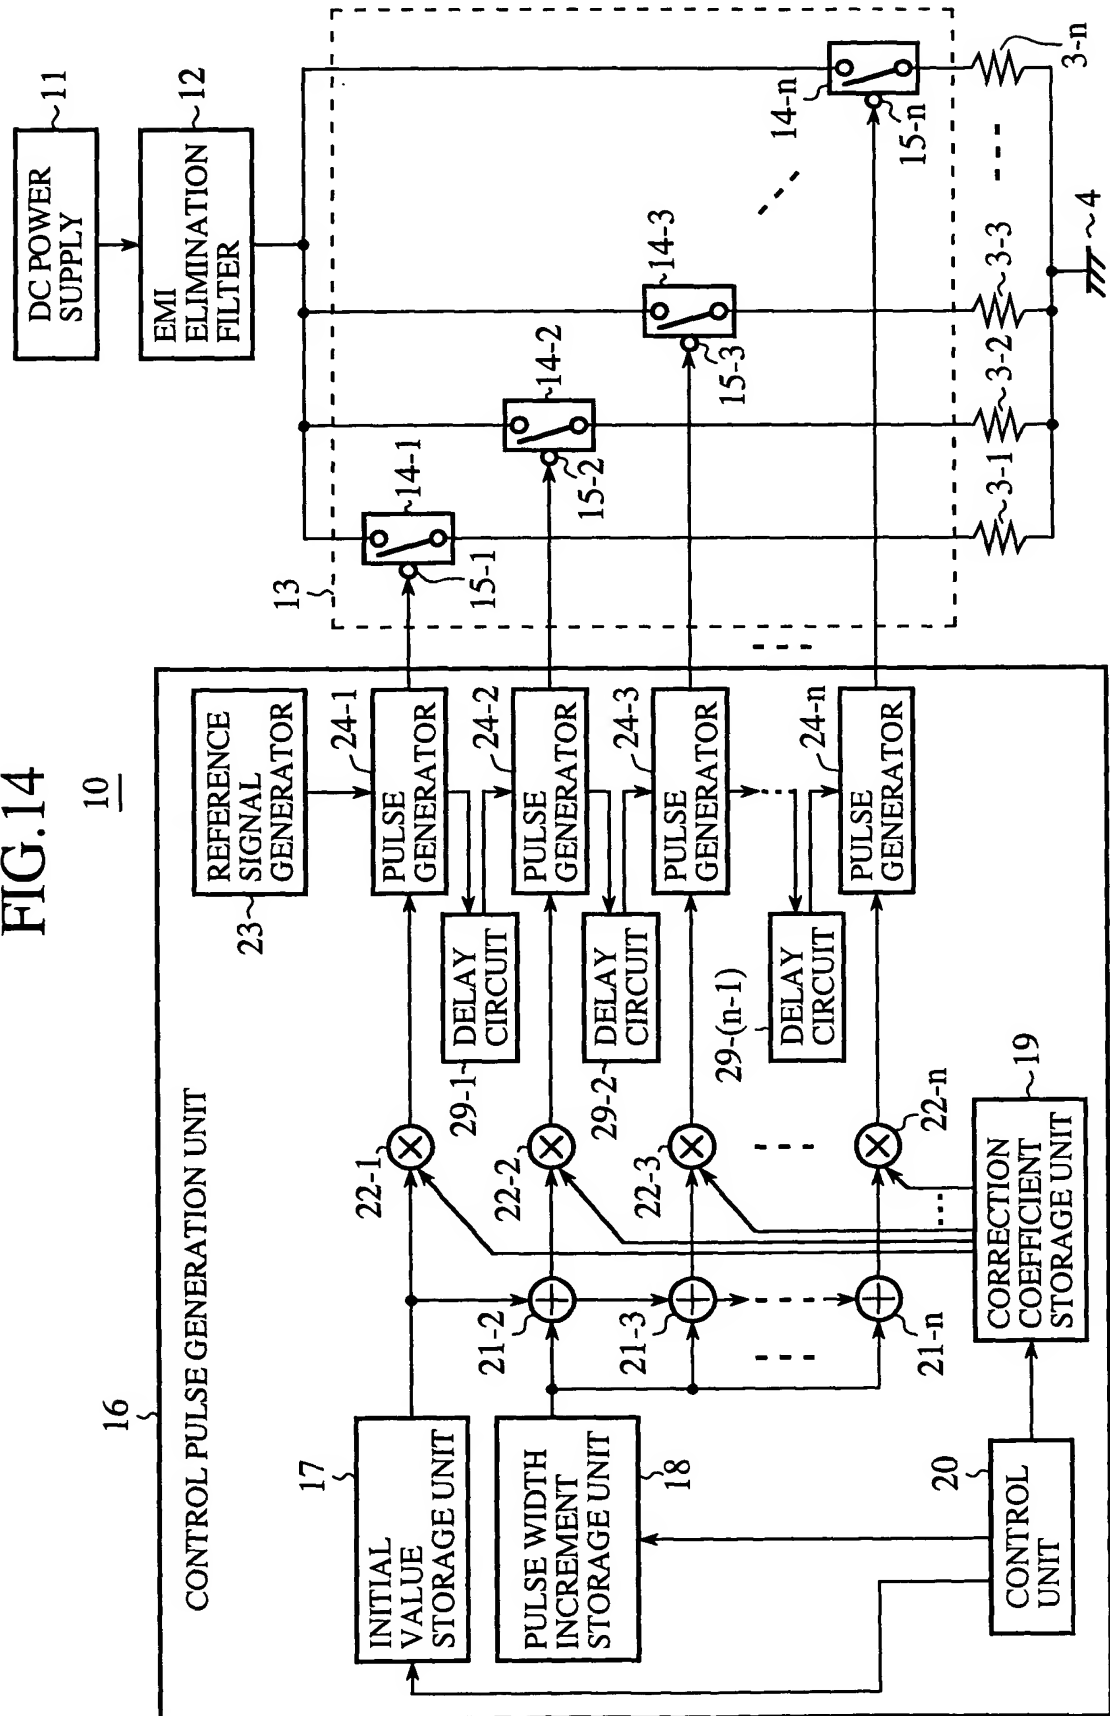 FIG.14
10
DC POWER
SUPPLY
11
EMI
ELIMINATION
FILTER
12
13
14-1
15-1
14-2
15-2
14-3
15-3
14-n
15-n
3-1
3-2
3-3
3-n
4
16
CONTROL PULSE GENERATION UNIT
REFERENCE
SIGNAL
GENERATOR
23
PULSE
GENERATOR
24-1
PULSE
GENERATOR
24-2
PULSE
GENERATOR
24-3
PULSE
GENERATOR
24-n
DELAY
CIRCUIT
29-1
DELAY
CIRCUIT
29-2
DELAY
CIRCUIT
29-(n-1)
22-1
22-2
22-3
22-n
21-2
21-3
21-n
INITIAL
VALUE
STORAGE UNIT
17
PULSE WIDTH
INCREMENT
STORAGE UNIT
18
CORRECTION
COEFFICIENT
STORAGE UNIT
19
CONTROL
UNIT
20